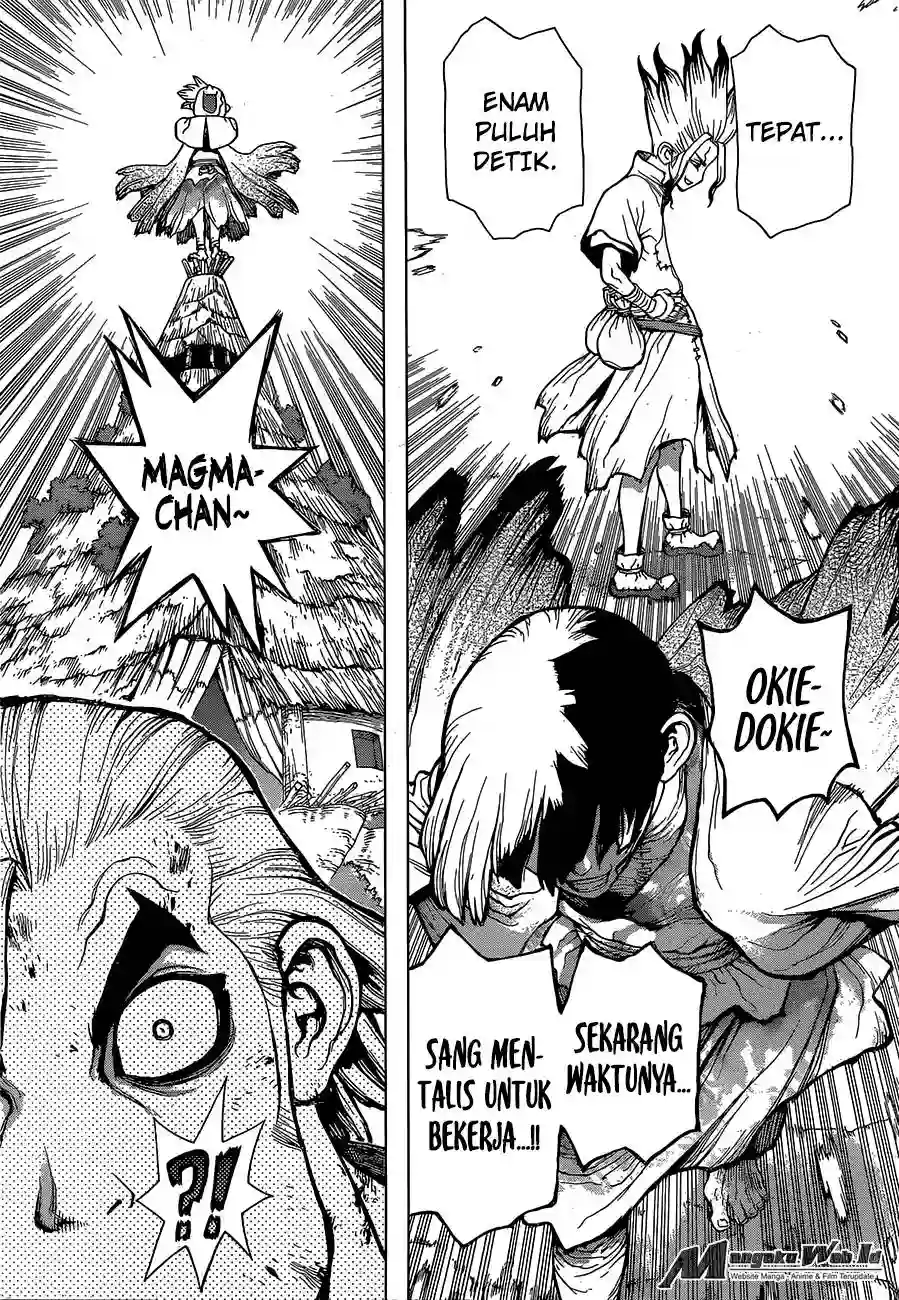 TEPAT...
ENAM
PULUH
DETIK.
OKIE-
DOKIE~
SEKARANG
WAKTUNYA...
SANG MEN-
TALIS UNTUK
BEKERJA...!!
MAGMA-
CHAN~
?!
MangakuWeb.Id
Website Manga, Anime & Film Terupdate